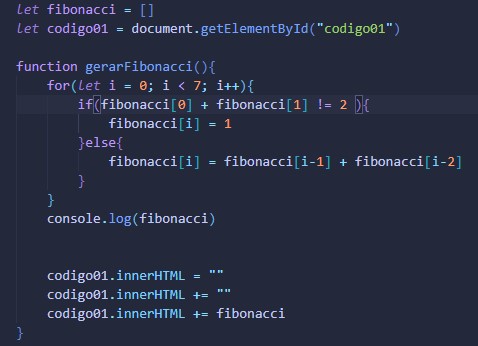 let fibonacci = []
let codigo01 = document.getElementById("codigo01")

function gerarFibonacci(){
    for(let i = 0; i < 7; i++){
        if(fibonacci[0] + fibonacci[1] != 2 ){
            fibonacci[i] = 1
        }else{
            fibonacci[i] = fibonacci[i-1] + fibonacci[i-2]
        }
    }
    console.log(fibonacci)


    codigo01.innerHTML = ""
    codigo01.innerHTML += ""
    codigo01.innerHTML += fibonacci
}